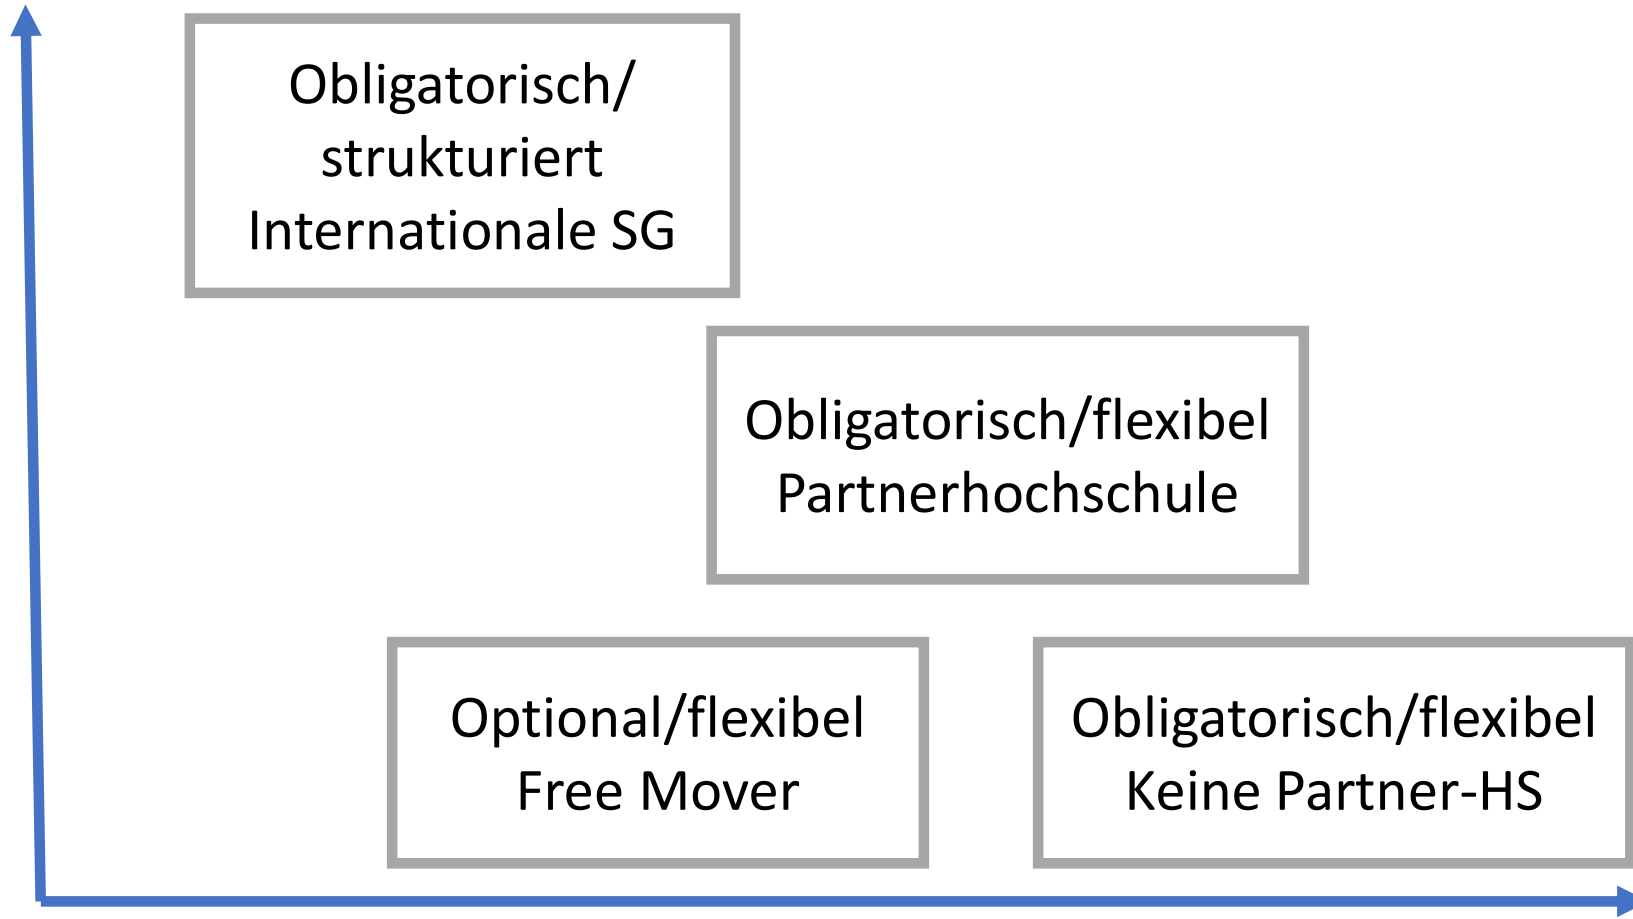 Obligatorisch/
strukturiert
Internationale SG
Obligatorisch/flexibel
Partnerhochschule
Optional/flexibel
Free Mover
Obligatorisch/flexibel
Keine Partner-HS